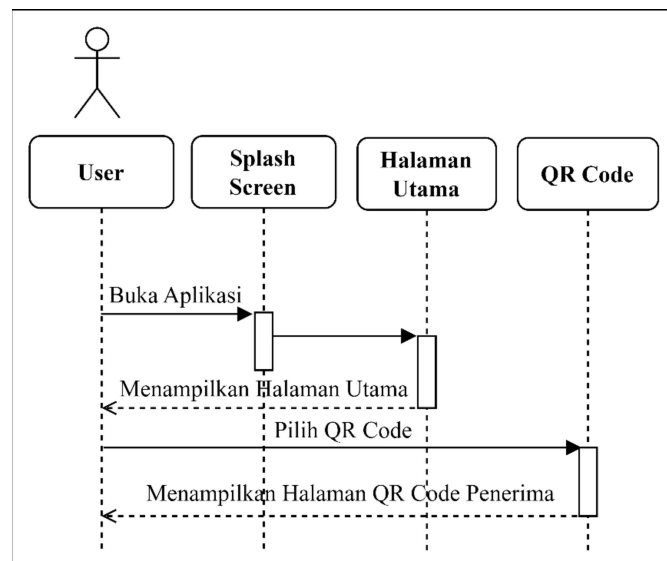 User
Splash
Screen
Halaman
Utama
QR Code
Buka Aplikasi
Menampilkan Halaman Utama
Pilih QR Code
Menampilkan Halaman QR Code Penerima